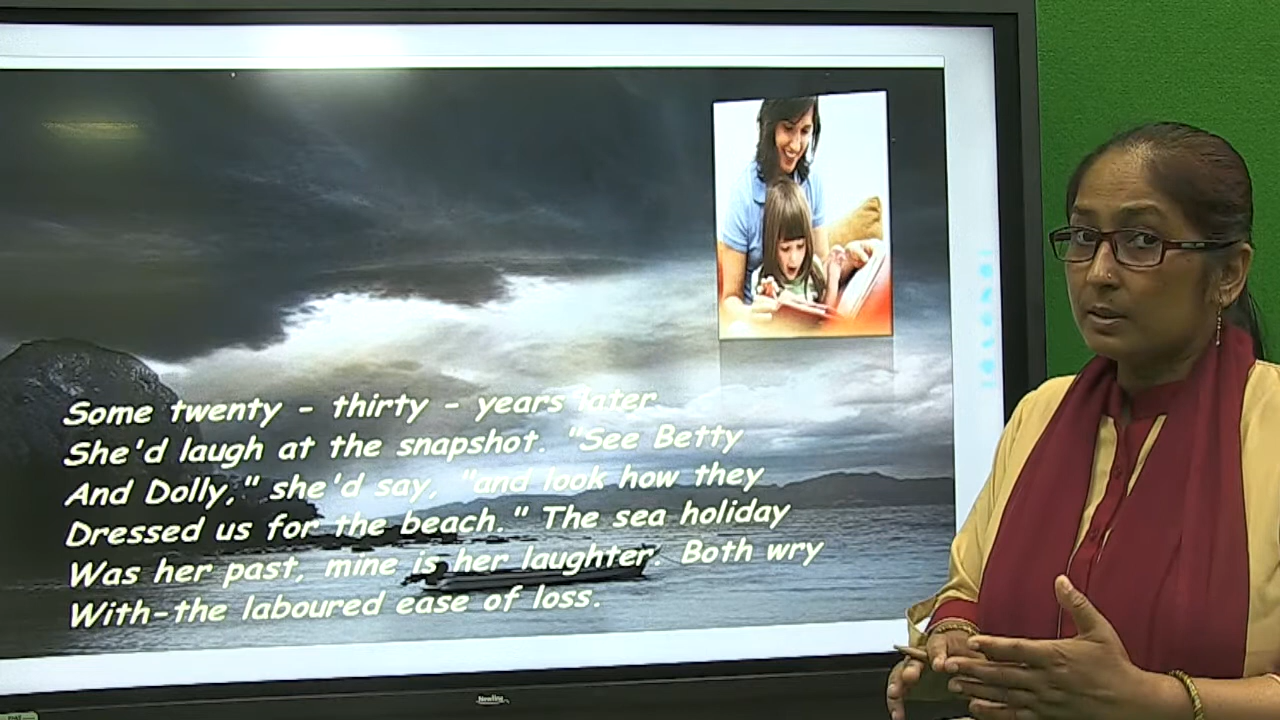 Some twenty - thirty - years later
She'd laugh at the snapshot. "See Betty
And Dolly," she'd say, "and look how they
Dressed us for the beach." The sea holiday
Was her past, mine is her laughter. Both wry
With-the laboured ease of loss.
Newline